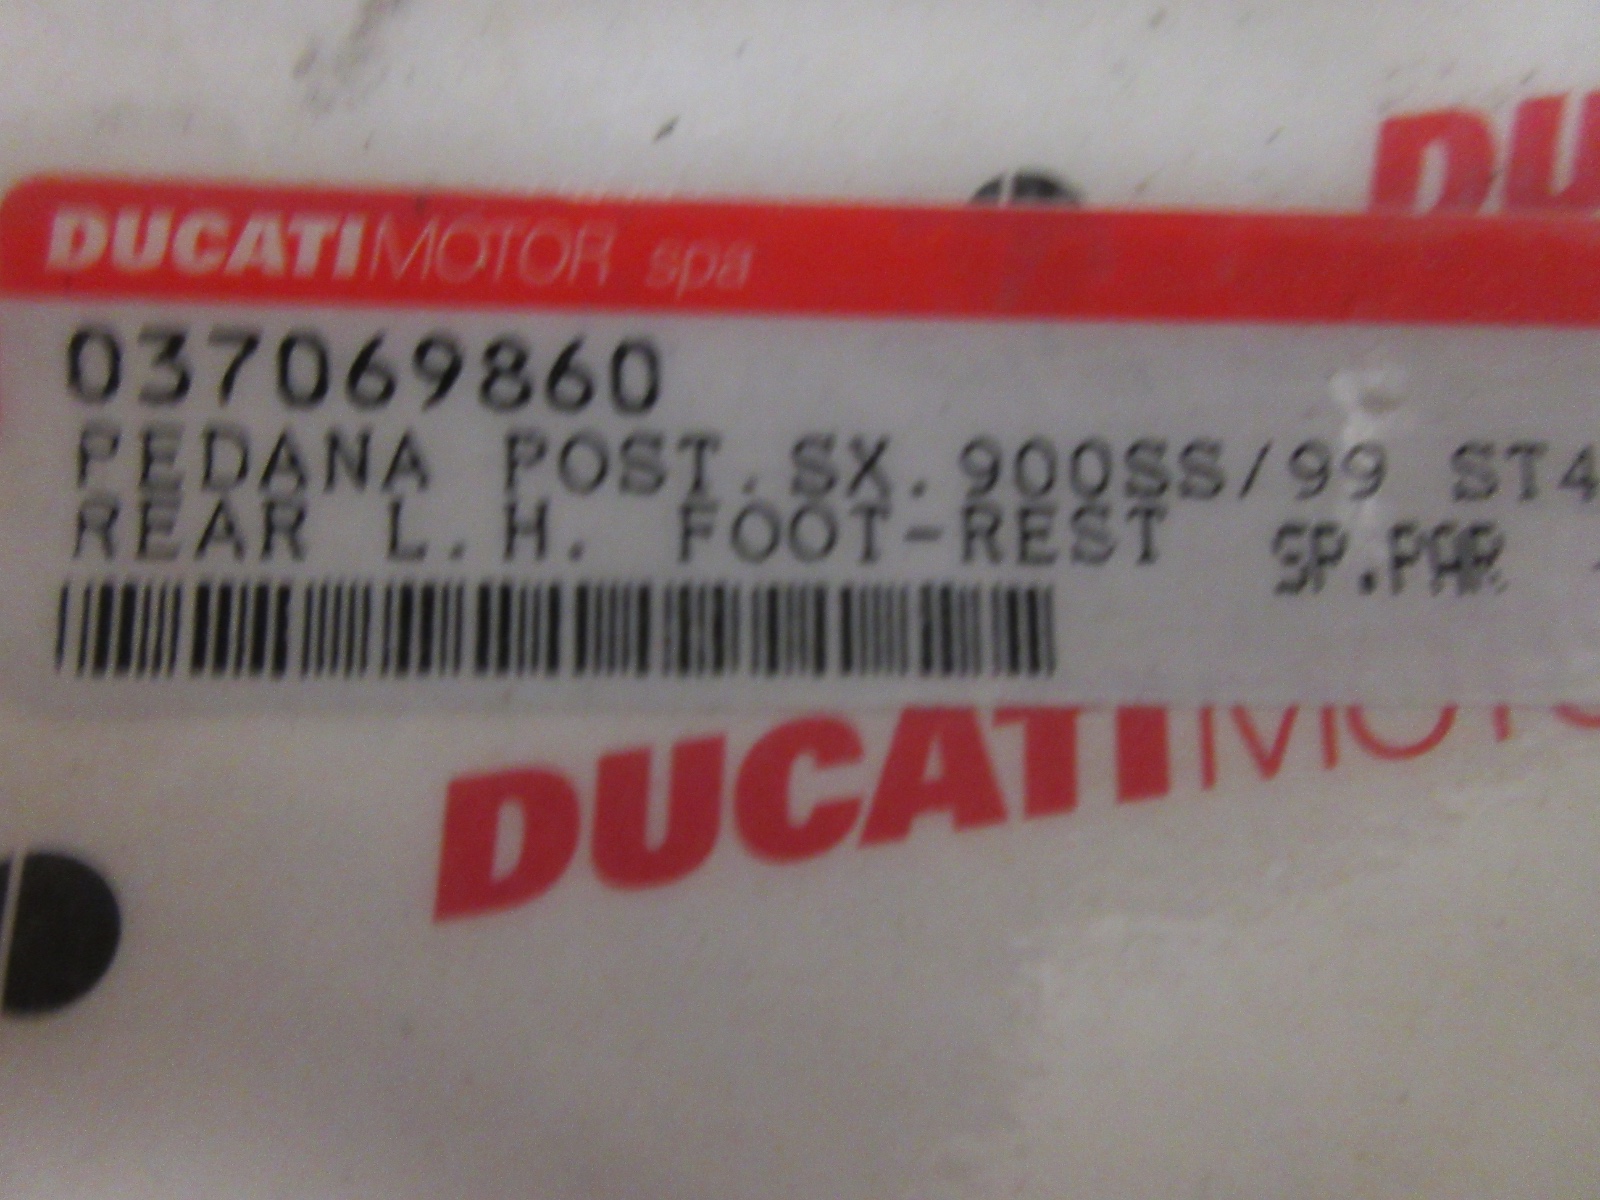 DU
DUCATIMOTOR spa
037069860
PEDANA POST.SX.900SS/99 ST4
REAR L.H. FOOT-REST SP.PAR
DUCATIMOTO